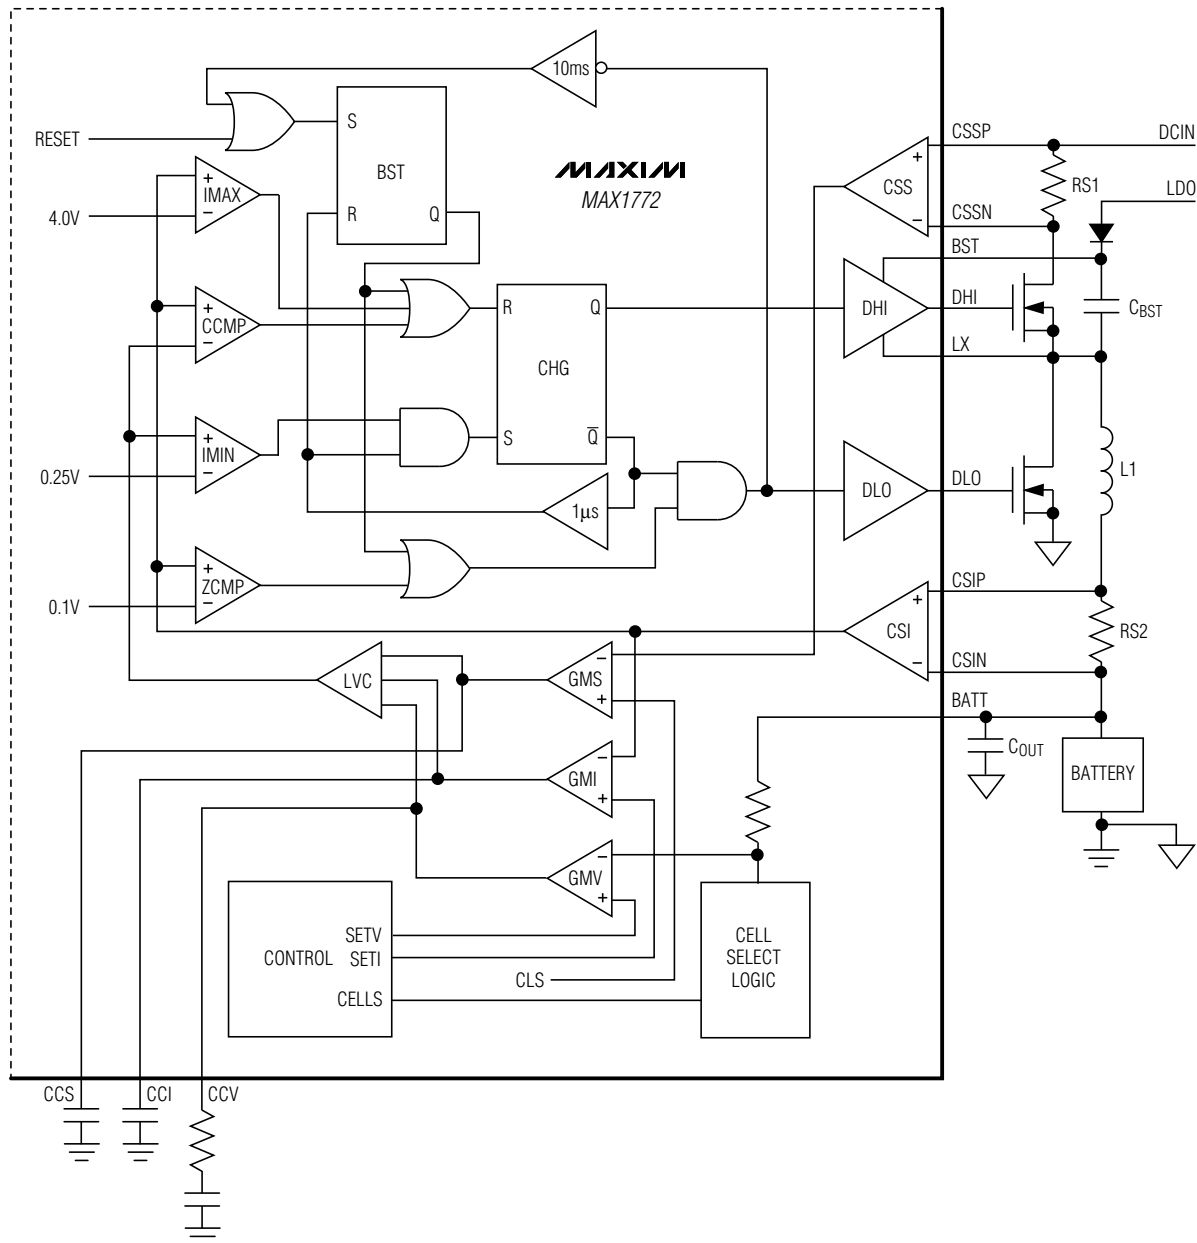 10ms
RESET
S
BST
R
Q
MAXIM
MAX1772
+
IMAX
−
4.0V
+
CSS
−
CSSP
DCIN
RS1
LDO
CSSN
BST
DHI
DHI
C_BST
LX
+
CCMP
−
R
Q
CHG
S
Q̅
+
IMIN
−
0.25V
1µs
DLO
DLO
L1
+
ZCMP
−
0.1V
CSIP
+
CSI
−
RS2
CSIN
LVC
−
GMS
+
BATT
C_OUT
BATTERY
−
GMI
+
−
GMV
+
CONTROL
SETV
SETI
CELLS
CLS
CELL
SELECT
LOGIC
CCS
CCI
CCV